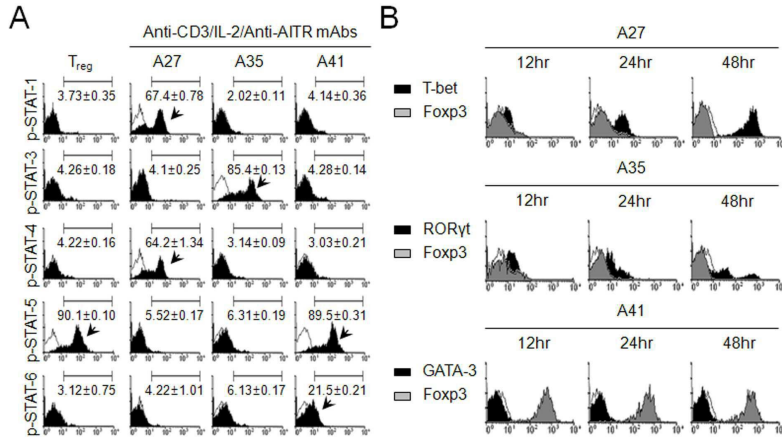 A
Anti-CD3/IL-2/Anti-AITR mAbs
Treg A27 A35 A41
p-STAT-1 3.73±0.35 67.4±0.78 2.02±0.11 4.14±0.36
p-STAT-3 4.26±0.18 4.1±0.25 85.4±0.13 4.28±0.14
p-STAT-4 4.22±0.16 64.2±1.34 3.14±0.09 3.03±0.21
p-STAT-5 90.1±0.10 5.52±0.17 6.31±0.19 89.5±0.31
p-STAT-6 3.12±0.75 4.22±1.01 6.13±0.17 21.5±0.21
B
A27
12hr 24hr 48hr
T-bet
Foxp3
A35
12hr 24hr 48hr
RORγt
Foxp3
A41
12hr 24hr 48hr
GATA-3
Foxp3